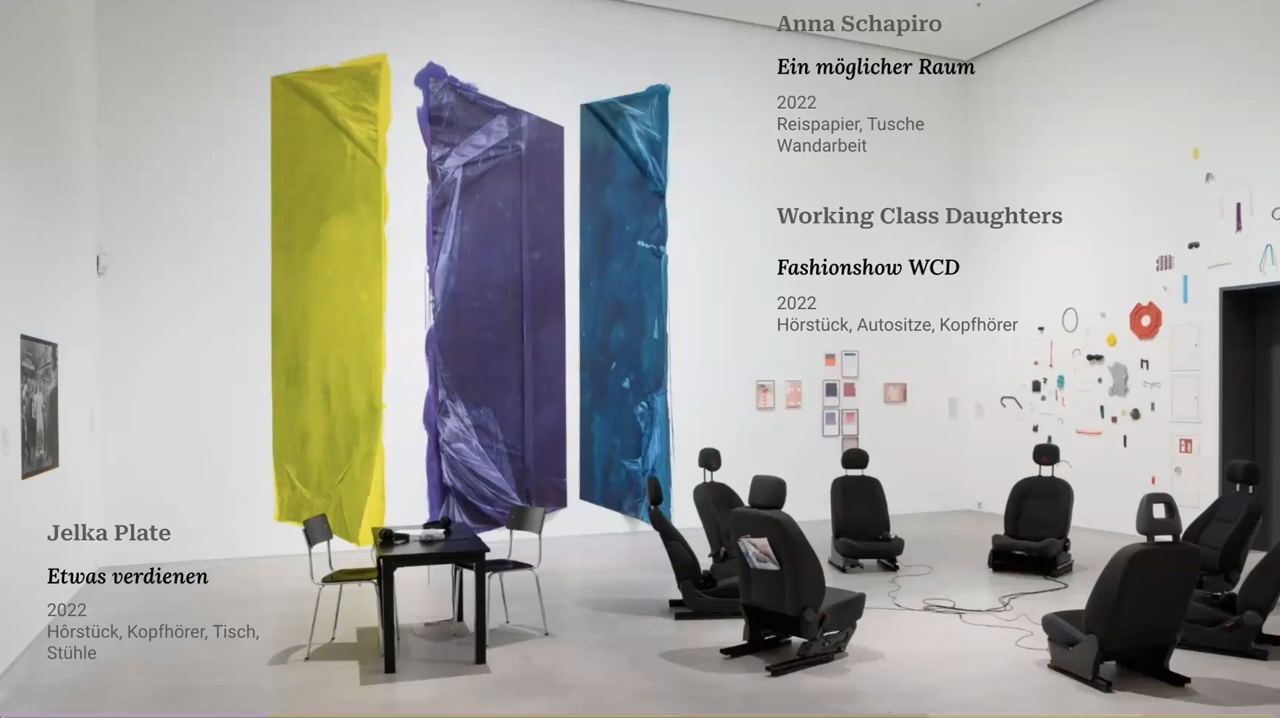 Anna Schapiro
Ein möglicher Raum
2022
Reispapier, Tusche
Wandarbeit
Working Class Daughters
Fashionshow WCD
2022
Hörstück, Autositze, Kopfhörer
Jelka Plate
Etwas verdienen
2022
Hôrstück, Kopfhörer, Tisch,
Stühle